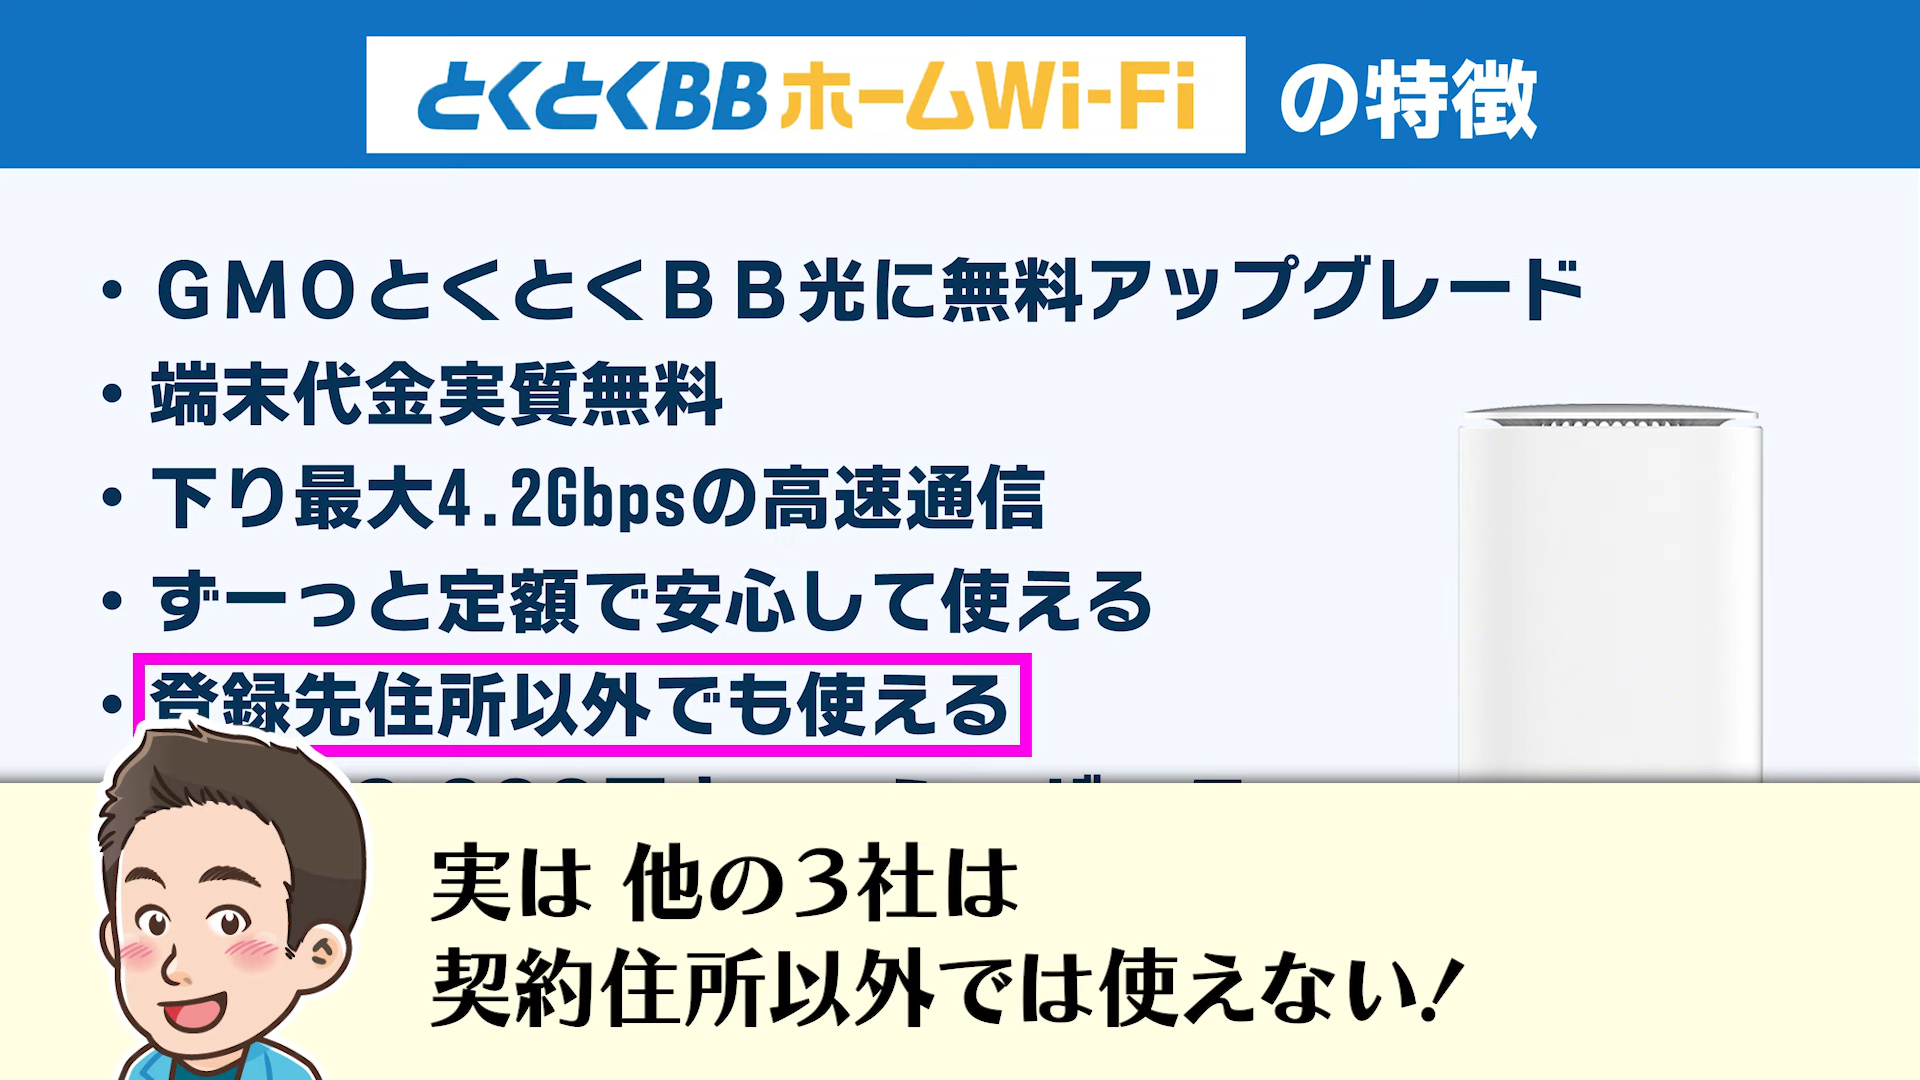 とくとくBBホームWi-Fi の特徴
・GMOとくとくBB光に無料アップグレード
・端末代金実質無料
・下り最大4.2Gbpsの高速通信
・ずーっと定額で安心して使える
・登録先住所以外でも使える
実は 他の3社は
契約住所以外では使えない!